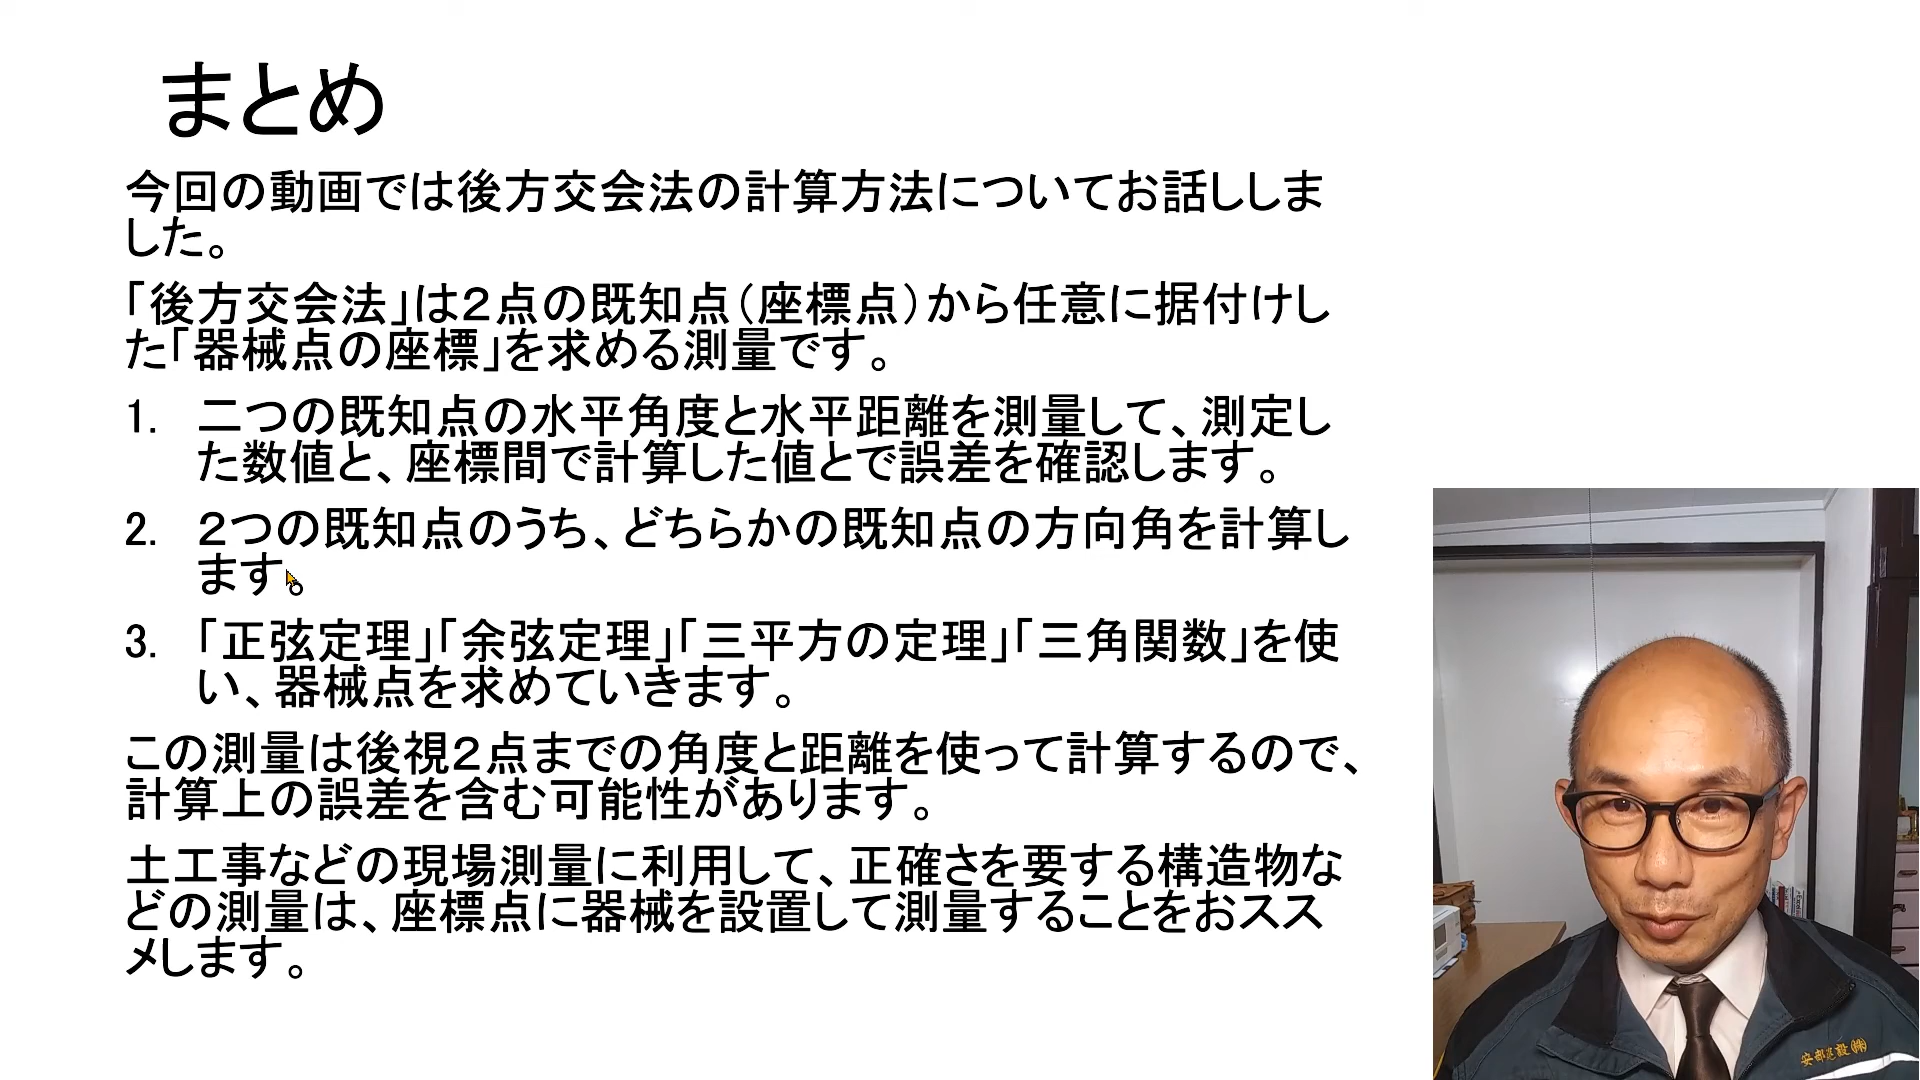 まとめ
今回の動画では後方交会法の計算方法についてお話ししま
した。
「後方交会法」は２点の既知点（座標点）から任意に据付けし
た「器械点の座標」を求める測量です。
1. 二つの既知点の水平角度と水平距離を測量して、測定し
た数値と、座標間で計算した値とで誤差を確認します。
2. ２つの既知点のうち、どちらかの既知点の方向角を計算し
ます。
3. 「正弦定理」「余弦定理」「三平方の定理」「三角関数」を使
い、器械点を求めていきます。
この測量は後視２点までの角度と距離を使って計算するので、
計算上の誤差を含む可能性があります。
土工事などの現場測量に利用して、正確さを要する構造物な
どの測量は、座標点に器械を設置して測量することをおスス
メします。
安部建設㈱